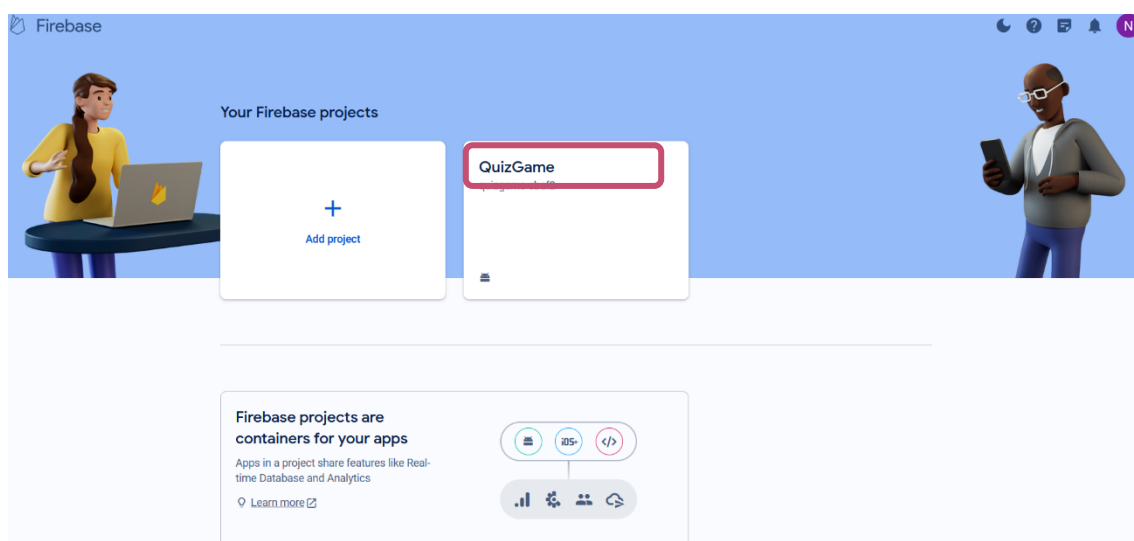 Firebase
N
Your Firebase projects
QuizGame
Add project
Firebase projects are
containers for your apps
Apps in a project share features like Real-
time Database and Analytics
Learn more
iOS+
</>